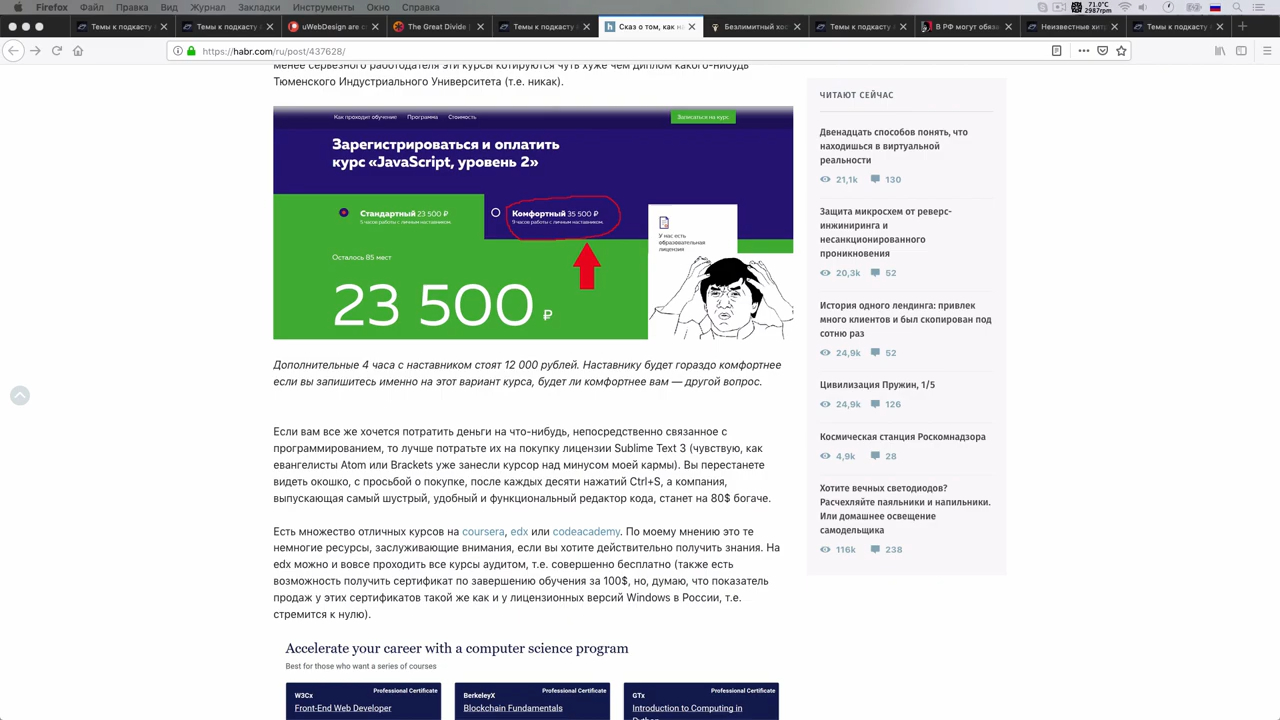 Firefox Файл Правка Вид Журнал Закладки Инструменты Окно Справка
71.0°C
2987rpm
Темы к подкасту
Темы к подкасту
uWebDesign are c
The Great Divide
Темы к подкасту
Сказ о том, как н
Безлимитный хос
Темы к подкасту
В РФ могут обяза
Неизвестные хит
Темы к подкасту
https://habr.com/ru/post/437628/
менее серьезного работодателя эти курсы котируются чуть хуже чем диплом какого-нибудь
Тюменского Индустриального Университета (т.е. никак).
Как проходит обучение Программа Стоимость
Записаться на курс
Зарегистрироваться и оплатить
курс «JavaScript, уровень 2»
Стандартный 23 500 ₽
9 часов работы с личным наставником.
Комфортный 35 500 ₽
9 часов работы с личным наставником.
У нас есть
образовательная
лицензия
Осталось 85 мест
23 500 ₽
Дополнительные 4 часа с наставником стоят 12 000 рублей. Наставнику будет гораздо комфортнее
если вы запишитесь именно на этот вариант курса, будет ли комфортнее вам — другой вопрос.
Если вам все же хочется потратить деньги на что-нибудь, непосредственно связанное с
программированием, то лучше потратьте их на покупку лицензии Sublime Text 3 (чувствую, как
евангелисты Atom или Brackets уже занесли курсор над минусом моей кармы). Вы перестанете
видеть окошко, с просьбой о покупке, после каждых десяти нажатий Ctrl+S, а компания,
выпускающая самый шустрый, удобный и функциональный редактор кода, станет на 80$ богаче.
Есть множество отличных курсов на coursera, edx или codeacademy. По моему мнению это те
немногие ресурсы, заслуживающие внимания, если вы хотите действительно получить знания. На
edx можно и вовсе проходить все курсы аудитом, т.е. совершенно бесплатно (также есть
возможность получить сертификат по завершению обучения за 100$, но, думаю, что показатель
продаж у этих сертификатов такой же как и у лицензионных версий Windows в России, т.е.
стремится к нулю).
Accelerate your career with a computer science program
Best for those who want a series of courses
Professional Certificate
W3Cx
Front-End Web Developer
Professional Certificate
BerkeleyX
Blockchain Fundamentals
Professional Certificate
GTx
Introduction to Computing in
ЧИТАЮТ СЕЙЧАС
Двенадцать способов понять, что
находишься в виртуальной
реальности
21,1k 130
Защита микросхем от реверс-
инжиниринга и
несанкционированного
проникновения
20,3k 52
История одного лендинга: привлек
много клиентов и был скопирован под
сотню раз
24,9k 52
Цивилизация Пружин, 1/5
24,9k 126
Космическая станция Роскомнадзора
4,9k 28
Хотите вечных светодиодов?
Расчехляйте паяльники и напильники.
Или домашнее освещение
самодельщика
116k 238